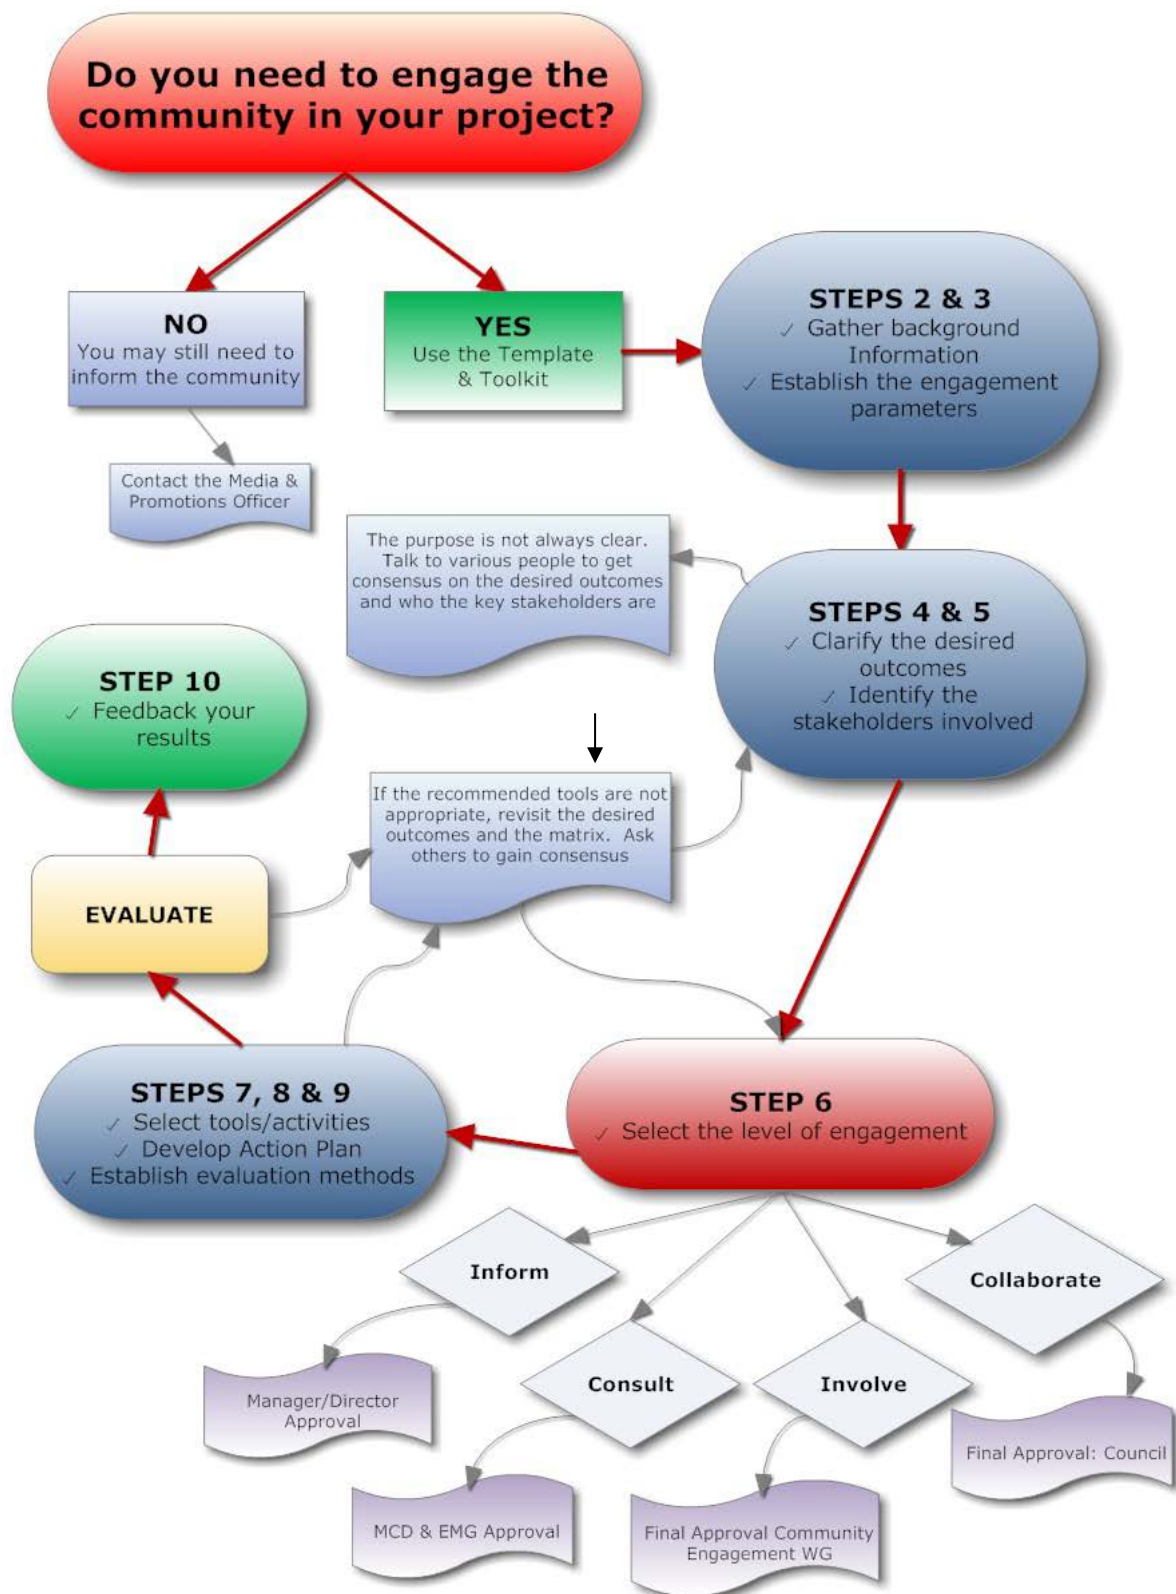 Do you need to engage the
community in your project?
NO
You may still need to
inform the community
YES
Use the Template
& Toolkit
STEPS 2 & 3
✓ Gather background
Information
✓ Establish the engagement
parameters
Contact the Media &
Promotions Officer
The purpose is not always clear.
Talk to various people to get
consensus on the desired outcomes
and who the key stakeholders are
STEPS 4 & 5
✓ Clarify the desired
outcomes
✓ Identify the
stakeholders involved
STEP 10
✓ Feedback your
results
If the recommended tools are not
appropriate, revisit the desired
outcomes and the matrix. Ask
others to gain consensus
EVALUATE
STEPS 7, 8 & 9
✓ Select tools/activities
✓ Develop Action Plan
✓ Establish evaluation methods
STEP 6
✓ Select the level of engagement
Inform
Collaborate
Consult
Involve
Manager/Director
Approval
Final Approval: Council
MCD & EMG Approval
Final Approval Community
Engagement WG